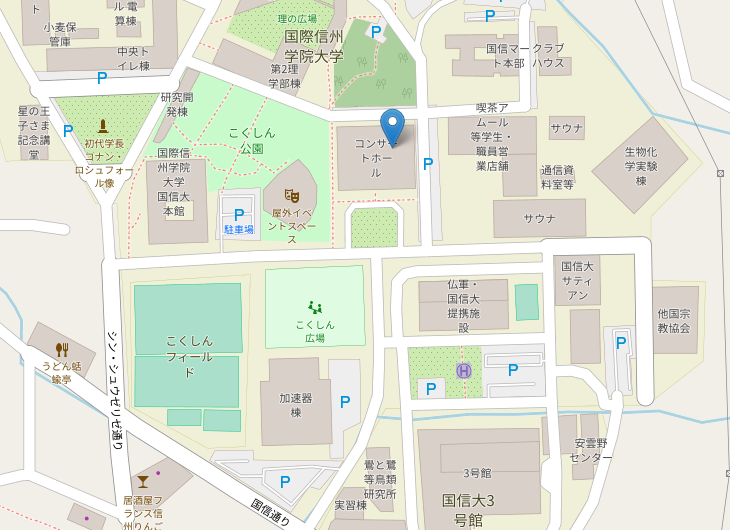 ト
ル電
算棟
小麦保
管庫
中央ト
イレ棟
理の広場
国際信州
学院大学
P
P
国信マークラブ
ト本部 ハウス
第2理
学部棟
P
研究開
発棟
星の王
子さま
記念講
堂
P
初代学長
コナン・
ロシュフォー
ル像
こくしん
公園
コンサート
ホー
ル
喫茶ア
ムール
等学生・
職員営
業店舗
サウナ
生物化
学実験
棟
通信資
料室等
P
国際信
州学院
大学
国信大
本館
P
駐車場
屋外イベ
ントスペー
ス
サウナ
国信大
サティ
アン
仏軍・
国信大
提携施
設
こくしん
広場
他国宗
教協会
こくしん
フィール
ド
P
うどん蛞
蝓亭
シン・シュウゼリゼ通り
H
P
P
加速器
棟
P
安雲野
センター
3号館
国信大3
号館
鷽と鷺
等鳥類
研究所
P
実習棟
国信通り
居酒屋フ
ランス信
州りんご